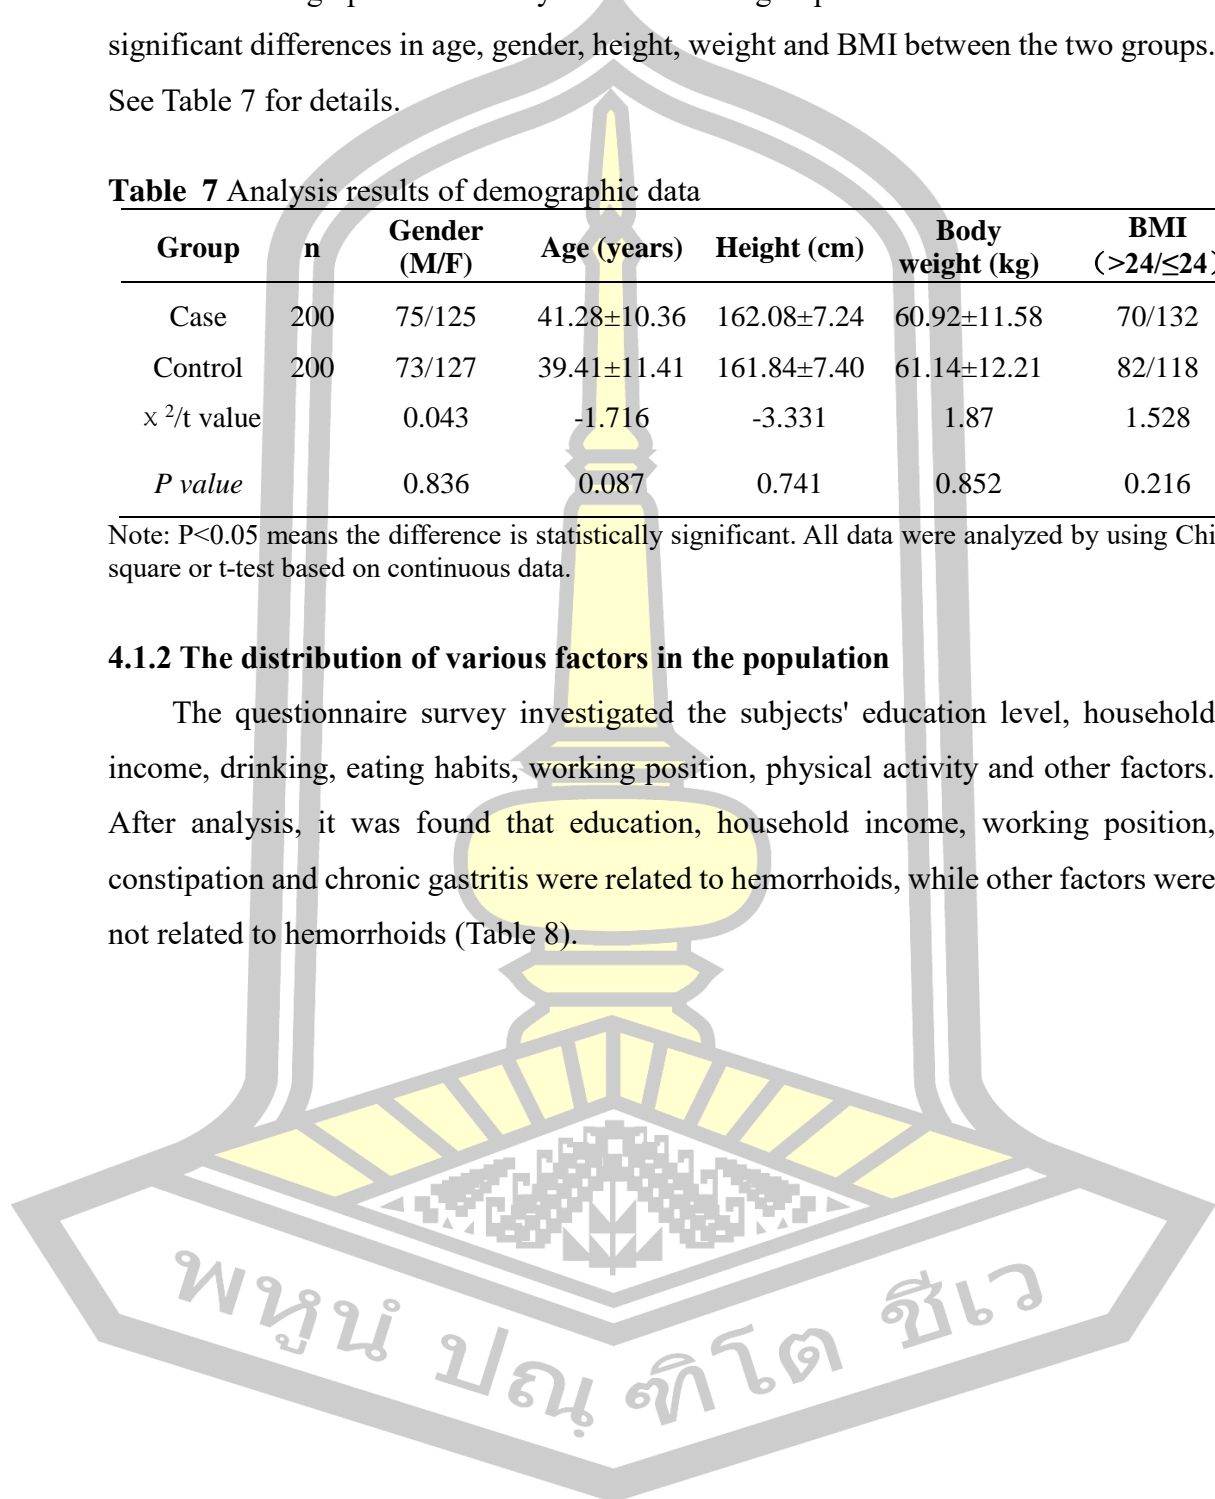 significant differences in age, gender, height, weight and BMI between the two groups.
See Table 7 for details.
Table 7 Analysis results of demographic data
Group n Gender (M/F) Age (years) Height (cm) Body weight (kg) BMI (>24/≤24)
Case 200 75/125 41.28±10.36 162.08±7.24 60.92±11.58 70/132
Control 200 73/127 39.41±11.41 161.84±7.40 61.14±12.21 82/118
χ²/t value 0.043 -1.716 -3.331 1.87 1.528
P value 0.836 0.087 0.741 0.852 0.216
Note: P<0.05 means the difference is statistically significant. All data were analyzed by using Chi
square or t-test based on continuous data.
4.1.2 The distribution of various factors in the population
The questionnaire survey investigated the subjects' education level, household
income, drinking, eating habits, working position, physical activity and other factors.
After analysis, it was found that education, household income, working position,
constipation and chronic gastritis were related to hemorrhoids, while other factors were
not related to hemorrhoids (Table 8).
พหูนํ ปณฺฑิโต ชีเว